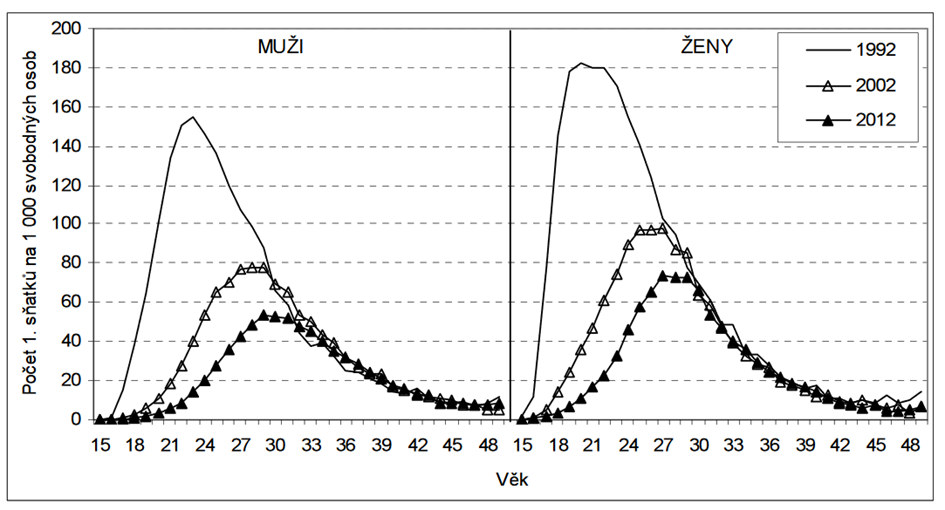 Počet 1. sňatků na 1 000 svobodných osob
200
180
160
140
120
100
80
60
40
20
0
MUŽI
ŽENY
1992
2002
2012
15 18 21 24 27 30 33 36 39 42 45 48 15 18 21 24 27 30 33 36 39 42 45 48
Věk